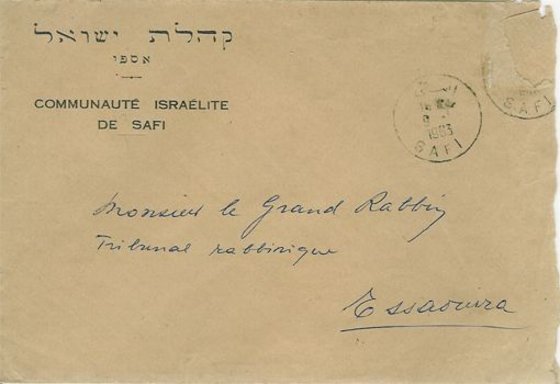 קהלת ישראל
אספי
COMMUNAUTÉ ISRAÉLITE
DE SAFI
1963
SAFI
SAFI
Monsieur le Grand Rabbin
Tribunal rabbinique
Essaouira